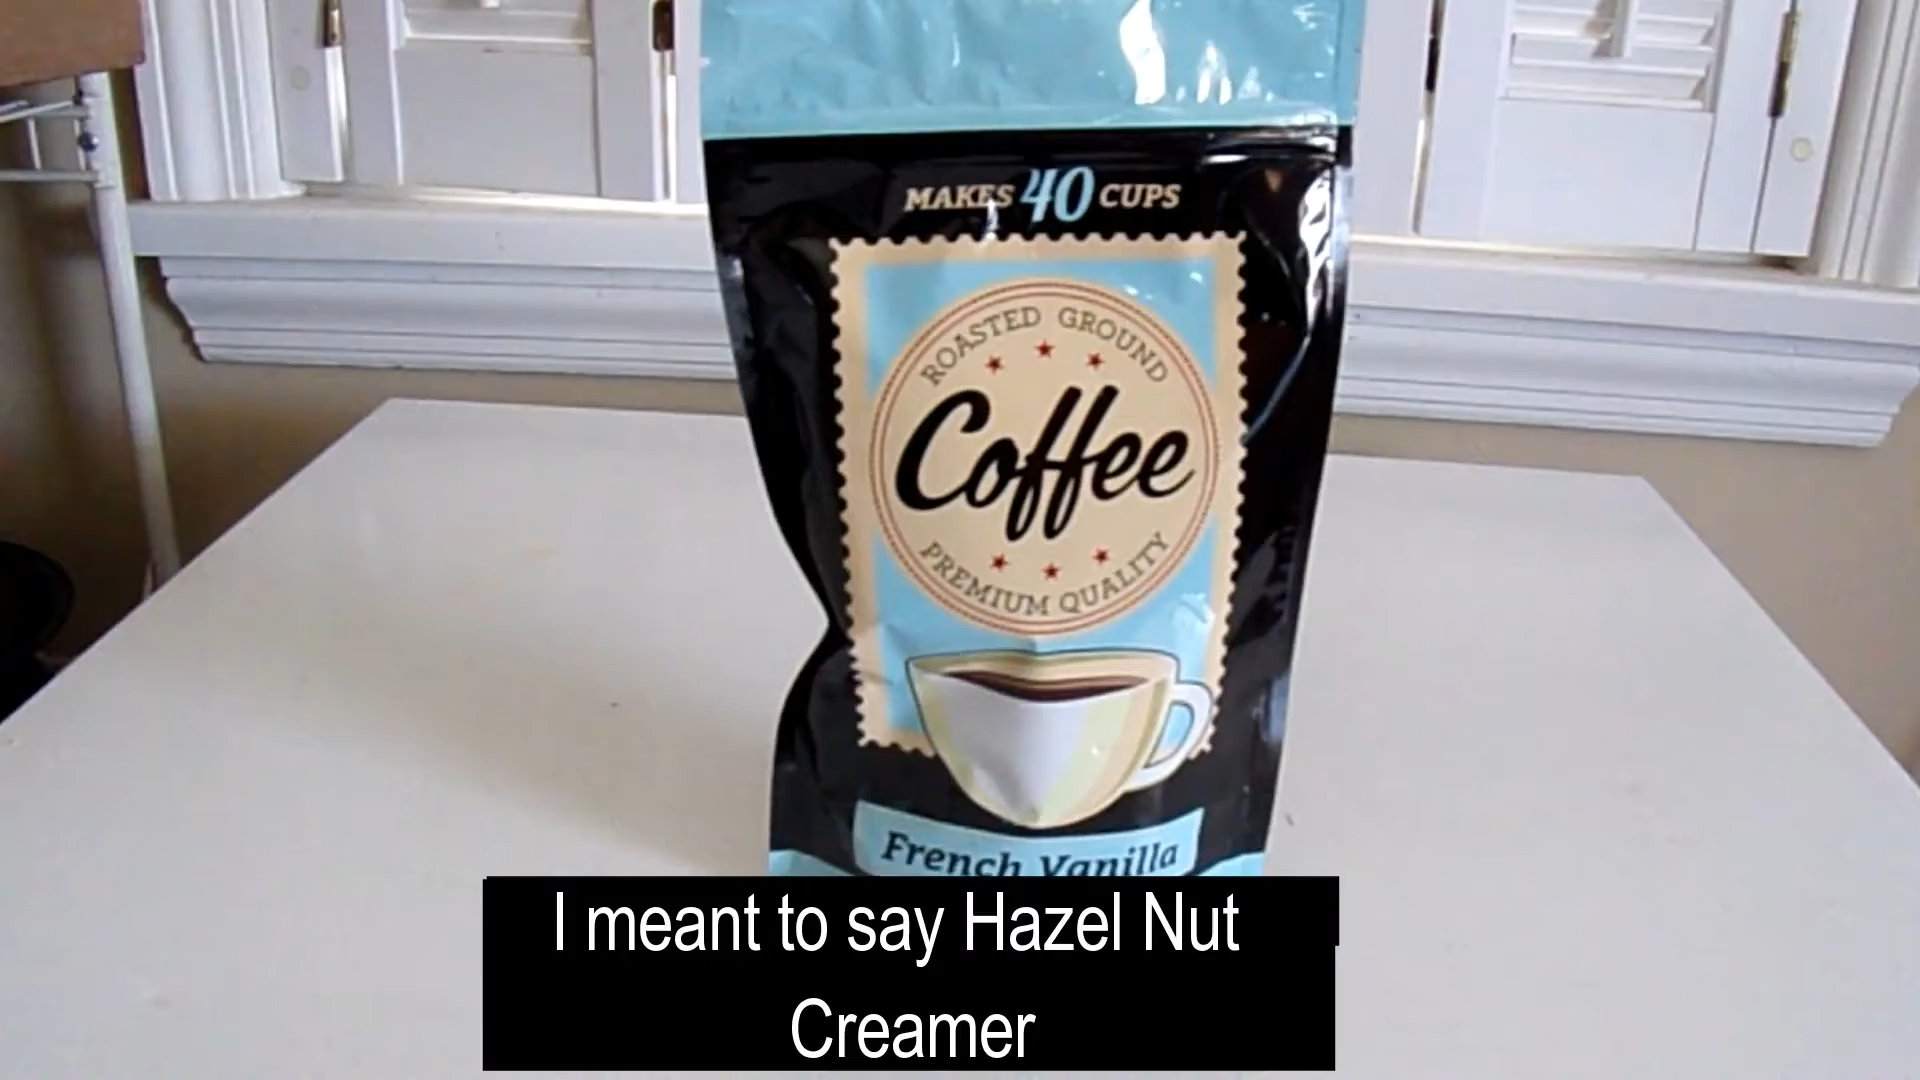 MAKES 40 CUPS
ROASTED GROUND
Coffee
PREMIUM QUALITY
French Vanilla
I meant to say Hazel Nut
Creamer